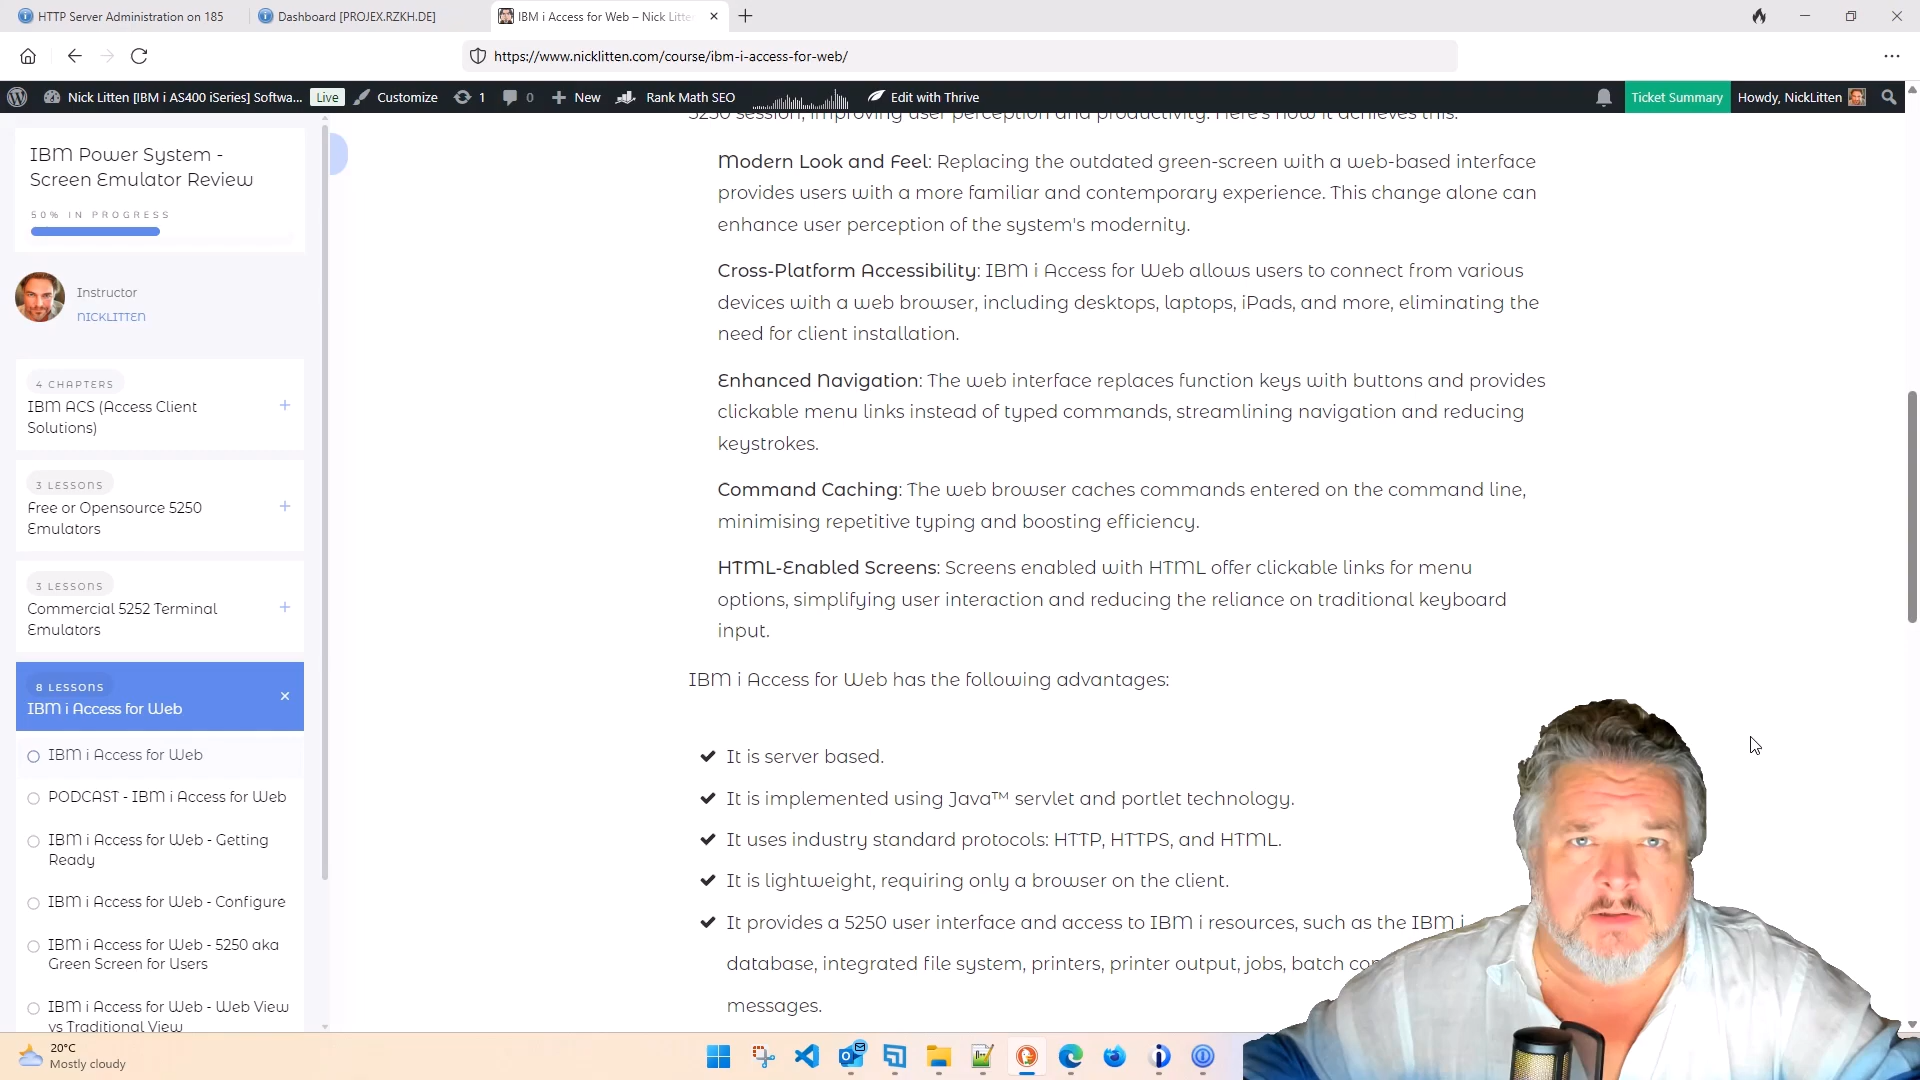 HTTP Server Administration on 185
Dashboard [PROJEX.RZKH.DE]
IBM i Access for Web – Nick Litte
https://www.nicklitten.com/course/ibm-i-access-for-web/
Nick Litten [IBM i AS400 iSeries] Softwa...
Live
Customize
1
0
New
Rank Math SEO
Edit with Thrive
Ticket Summary
Howdy, NickLitten
IBM Power System -
Screen Emulator Review
50% IN PROGRESS
Instructor
NICKLITTEN
4 CHAPTERS
IBM ACS (Access Client
Solutions)
3 LESSONS
Free or Opensource 5250
Emulators
3 LESSONS
Commercial 5252 Terminal
Emulators
8 LESSONS
IBM i Access for Web
IBM i Access for Web
PODCAST - IBM i Access for Web
IBM i Access for Web - Getting
Ready
IBM i Access for Web - Configure
IBM i Access for Web - 5250 aka
Green Screen for Users
IBM i Access for Web - Web View
vs Traditional View
5250 session, improving user perception and productivity. Here's how it achieves this:
Modern Look and Feel: Replacing the outdated green-screen with a web-based interface
provides users with a more familiar and contemporary experience. This change alone can
enhance user perception of the system's modernity.
Cross-Platform Accessibility: IBM i Access for Web allows users to connect from various
devices with a web browser, including desktops, laptops, iPads, and more, eliminating the
need for client installation.
Enhanced Navigation: The web interface replaces function keys with buttons and provides
clickable menu links instead of typed commands, streamlining navigation and reducing
keystrokes.
Command Caching: The web browser caches commands entered on the command line,
minimising repetitive typing and boosting efficiency.
HTML-Enabled Screens: Screens enabled with HTML offer clickable links for menu
options, simplifying user interaction and reducing the reliance on traditional keyboard
input.
IBM i Access for Web has the following advantages:
It is server based.
It is implemented using Java™ servlet and portlet technology.
It uses industry standard protocols: HTTP, HTTPS, and HTML.
It is lightweight, requiring only a browser on the client.
It provides a 5250 user interface and access to IBM i resources, such as the IBM i
database, integrated file system, printers, printer output, jobs, batch
messages.
20°C
Mostly cloudy